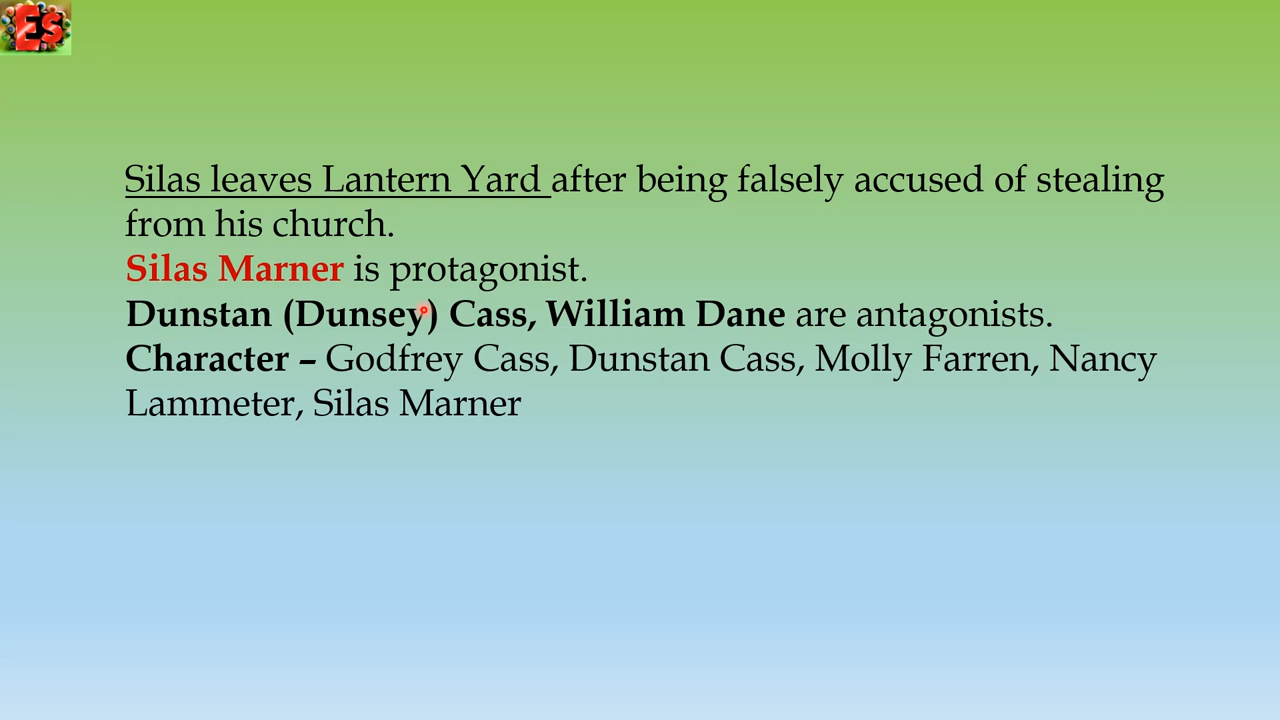 ES
Silas leaves Lantern Yard after being falsely accused of stealing
from his church.
Silas Marner is protagonist.
Dunstan (Dunsey) Cass, William Dane are antagonists.
Character – Godfrey Cass, Dunstan Cass, Molly Farren, Nancy
Lammeter, Silas Marner